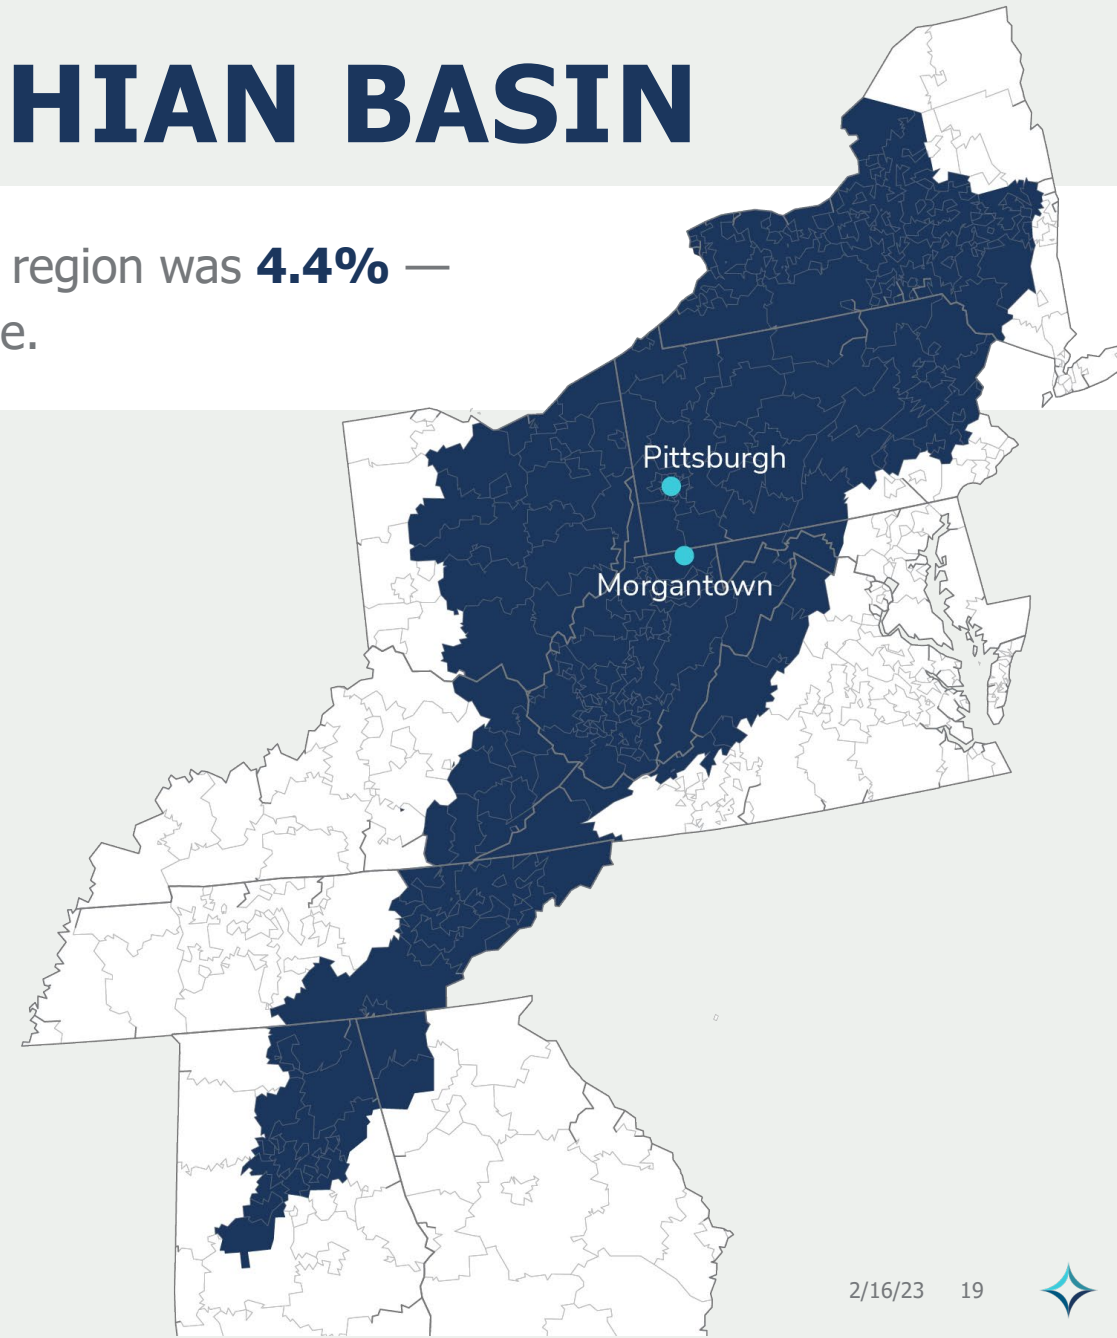 HIAN BASIN
region was 4.4% —
e.
Pittsburgh
Morgantown
2/16/23 19